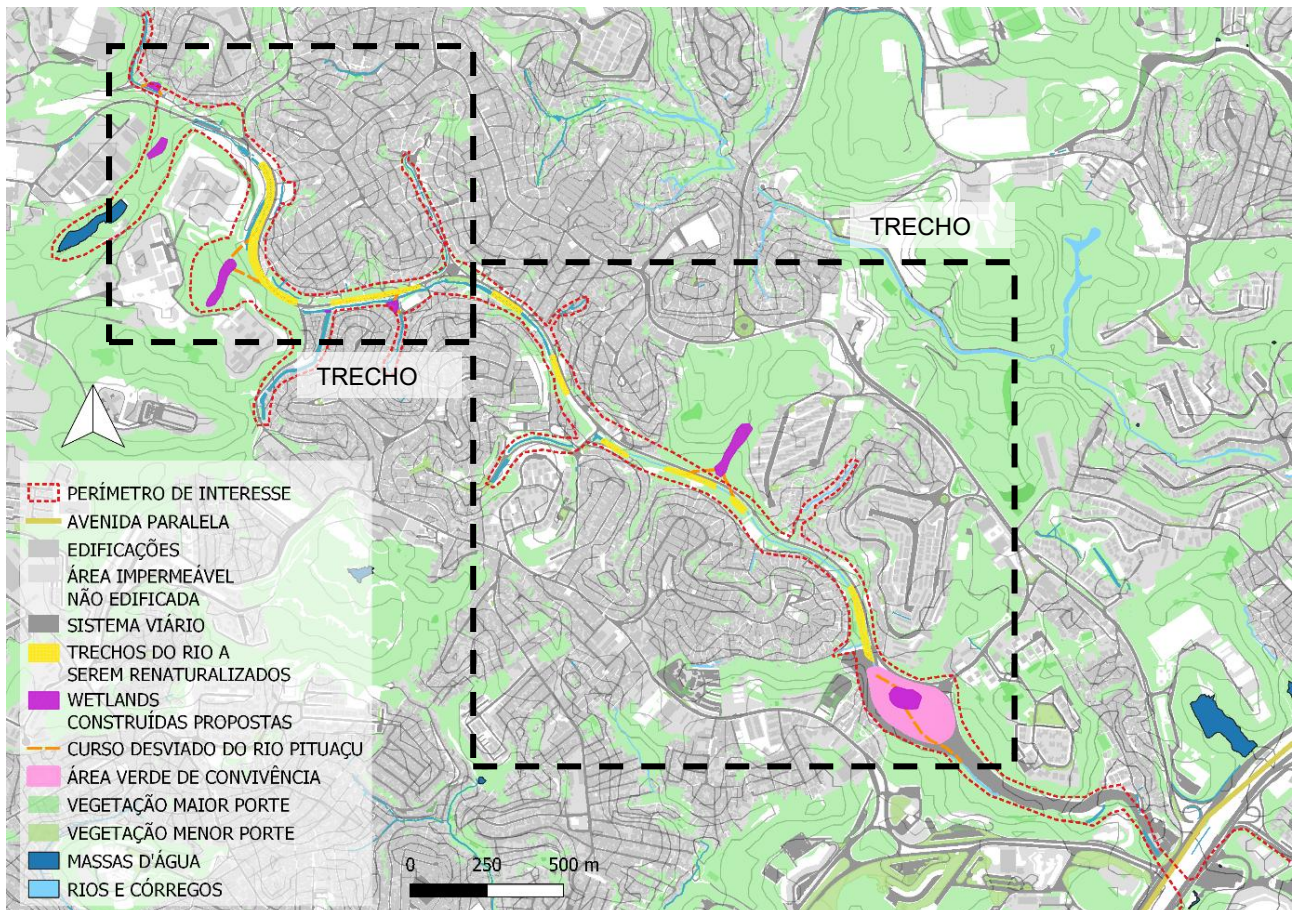 TRECHO
TRECHO
PERÍMETRO DE INTERESSE
AVENIDA PARALELA
EDIFICAÇÕES
ÁREA IMPERMEÁVEL
NÃO EDIFICADA
SISTEMA VIÁRIO
TRECHOS DO RIO A
SEREM RENATURALIZADOS
WETLANDS
CONSTRUÍDAS PROPOSTAS
CURSO DESVIADO DO RIO PITUAÇU
ÁREA VERDE DE CONVIVÊNCIA
VEGETAÇÃO MAIOR PORTE
VEGETAÇÃO MENOR PORTE
MASSAS D'ÁGUA
RIOS E CÓRREGOS
0 250 500 m